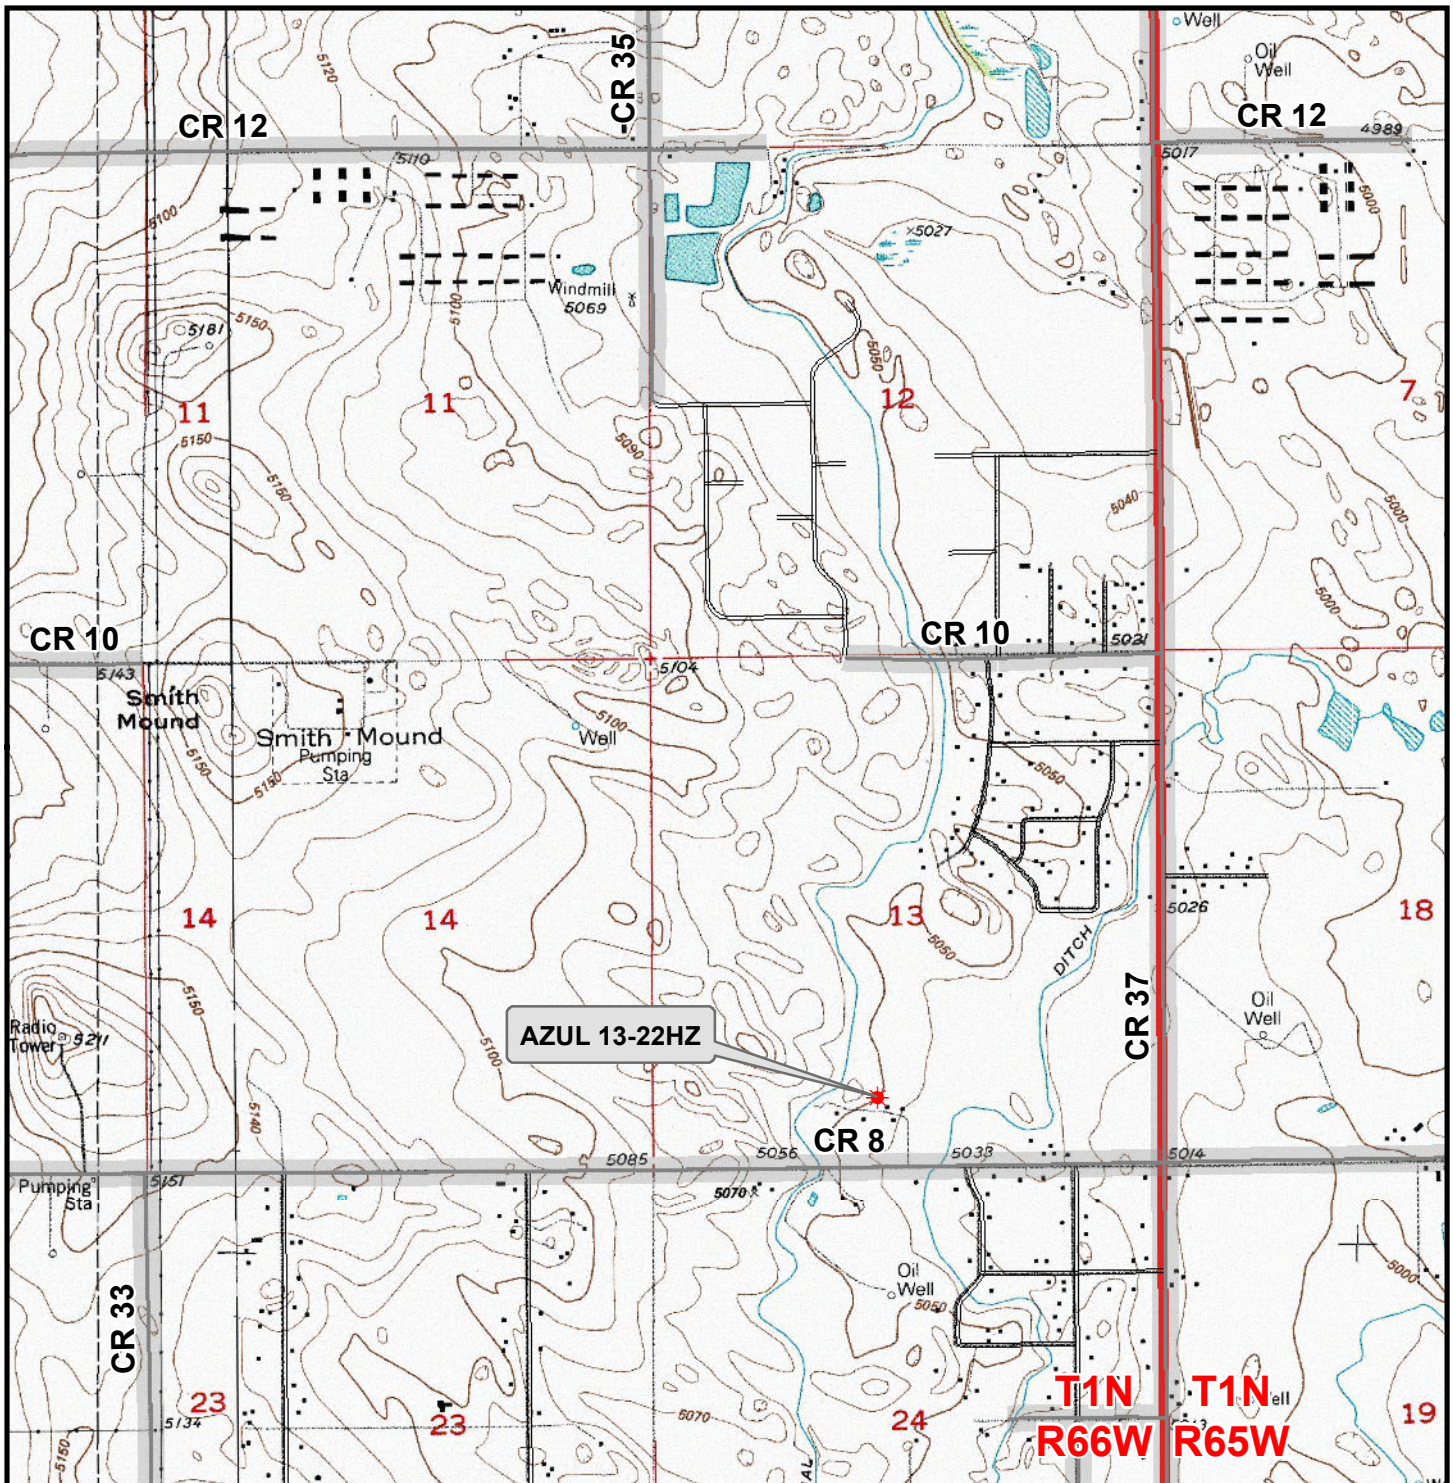 Well
Oil
Well
5120
CR 35
CR 12
CR 12
4989
5110
5017
5100
5000
×5027
Windmill
5069
5100
5181
5150
5050
11
11
12
7
5150
5090
5150
5040
5000
5000
CR 10
CR 10
5021
5143
5104
Smith
Mound
5100
Well
Smith Mound
Pumping
Sta
5150
5150
5050
14
14
13
5026
18
5050
DITCH
5150
CR 37
Oil
Well
Radio
Tower
5211
AZUL 13-22HZ
5100
5140
CR 8
5085
5056
5033
5014
Pumping
Sta
5151
5070
Oil
Well
5050
5000
CR 33
23
23
24
19
5134
5070
5150
T1N
T1N
R66W
R65W